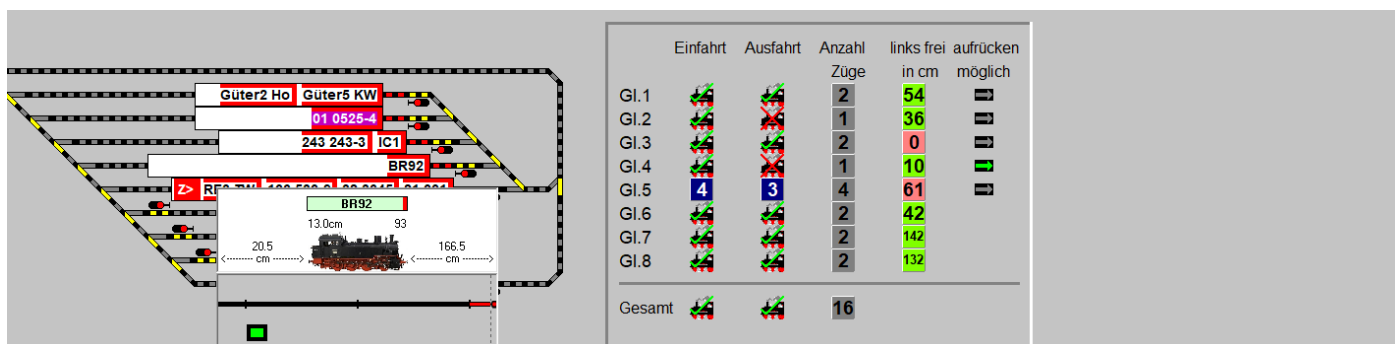 Güter2 Ho Güter5 KW
01 0525-4
243 243-3 IC1
BR92
Z>
BR92
13.0cm 93
20.5 166.5
cm cm
Einfahrt Ausfahrt Anzahl links frei aufrücken
Züge in cm möglich
Gl.1 2 54
Gl.2 1 36
Gl.3 2 0
Gl.4 1 10
Gl.5 4 3 4 61
Gl.6 2 42
Gl.7 2 142
Gl.8 2 132
Gesamt 16